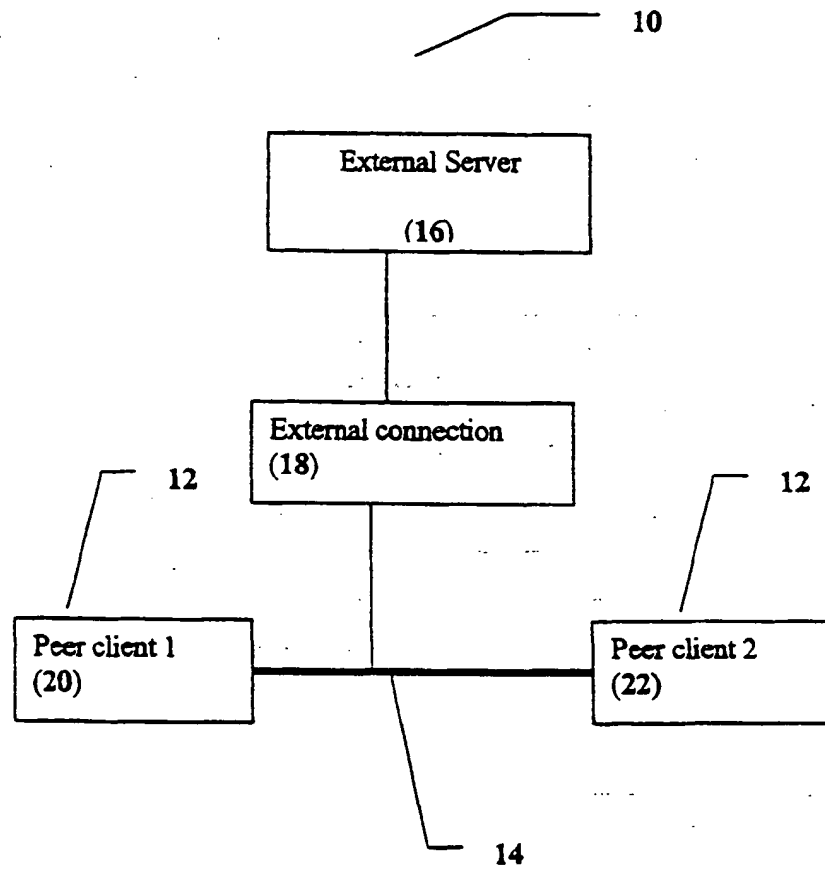 10
External Server
(16)
External connection
(18)
12
12
Peer client 1
(20)
Peer client 2
(22)
14